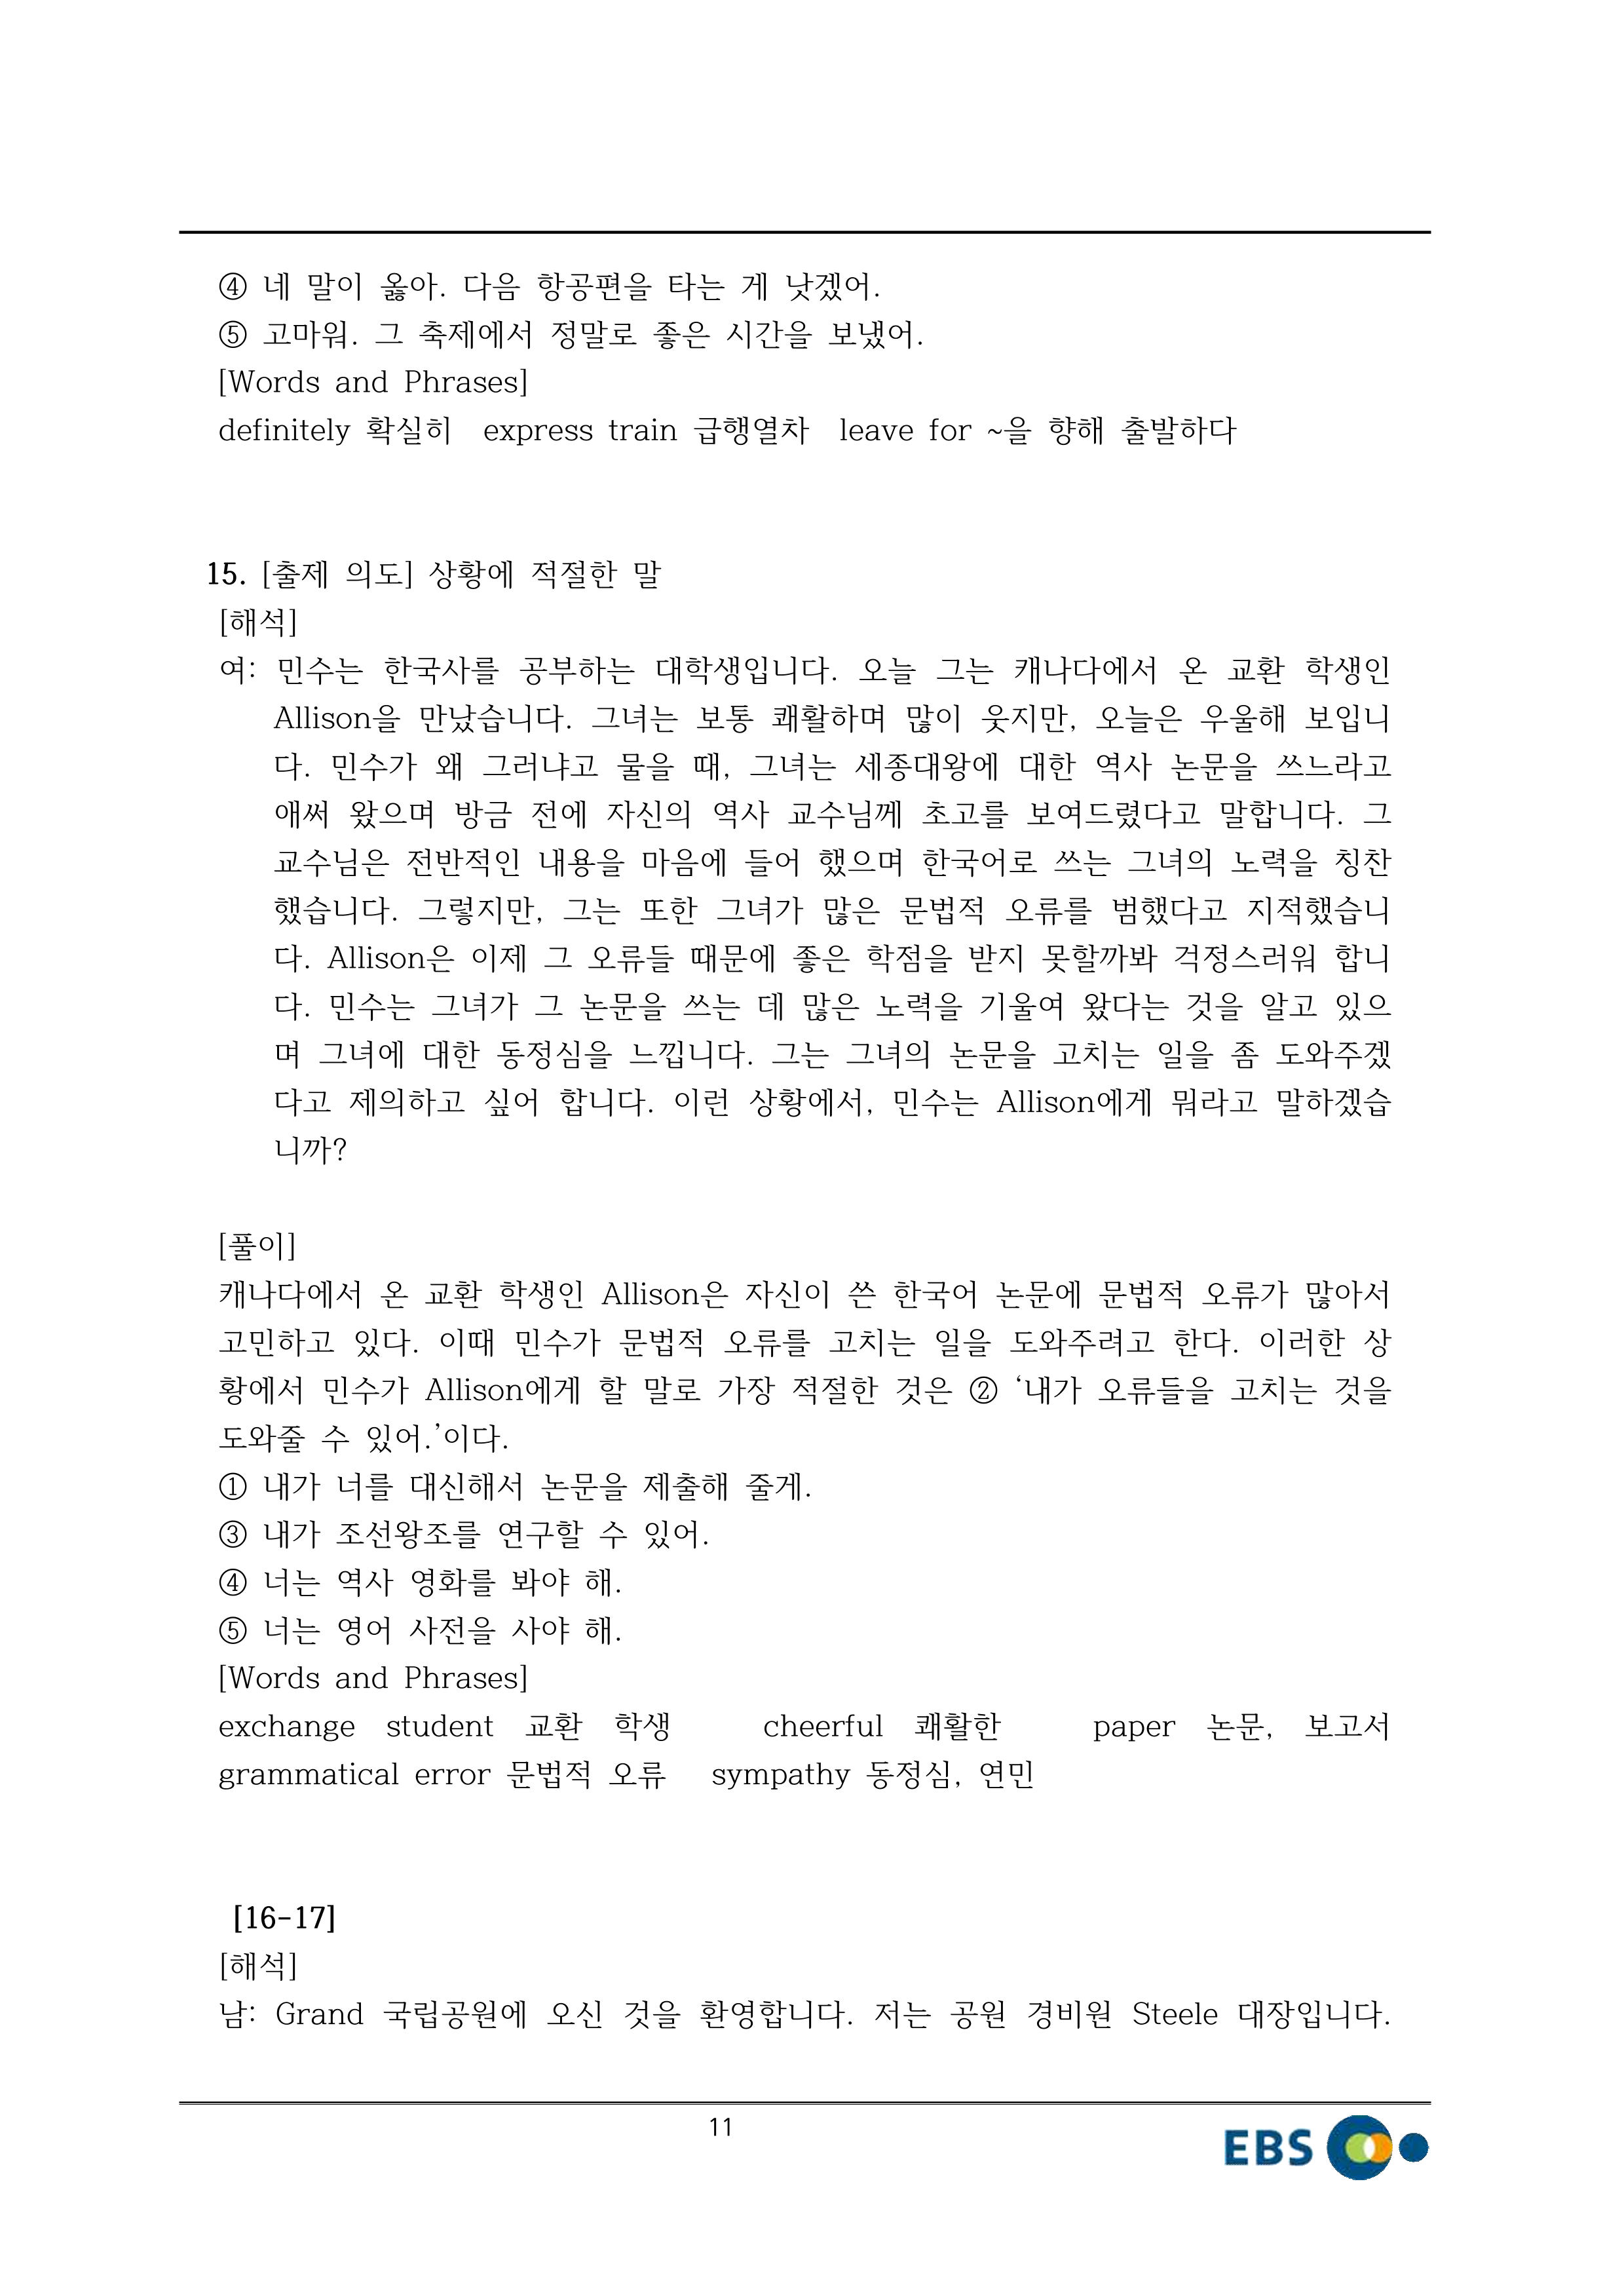 ④ 네 말이 옳아. 다음 항공편을 타는 게 낫겠어.
⑤ 고마워. 그 축제에서 정말로 좋은 시간을 보냈어.
[Words and Phrases]
definitely 확실히 express train 급행열차 leave for ~을 향해 출발하다
15. [출제 의도] 상황에 적절한 말
[해석]
여: 민수는 한국사를 공부하는 대학생입니다. 오늘 그는 캐나다에서 온 교환 학생인
Allison을 만났습니다. 그녀는 보통 쾌활하며 많이 웃지만, 오늘은 우울해 보입니
다. 민수가 왜 그러냐고 물을 때, 그녀는 세종대왕에 대한 역사 논문을 쓰느라고
애써 왔으며 방금 전에 자신의 역사 교수님께 초고를 보여드렸다고 말합니다. 그
교수님은 전반적인 내용을 마음에 들어 했으며 한국어로 쓰는 그녀의 노력을 칭찬
했습니다. 그렇지만, 그는 또한 그녀가 많은 문법적 오류를 범했다고 지적했습니
다. Allison은 이제 그 오류들 때문에 좋은 학점을 받지 못할까봐 걱정스러워 합니
다. 민수는 그녀가 그 논문을 쓰는 데 많은 노력을 기울여 왔다는 것을 알고 있으
며 그녀에 대한 동정심을 느낍니다. 그는 그녀의 논문을 고치는 일을 좀 도와주겠
다고 제의하고 싶어 합니다. 이런 상황에서, 민수는 Allison에게 뭐라고 말하겠습
니까?
[풀이]
캐나다에서 온 교환 학생인 Allison은 자신이 쓴 한국어 논문에 문법적 오류가 많아서
고민하고 있다. 이때 민수가 문법적 오류를 고치는 일을 도와주려고 한다. 이러한 상
황에서 민수가 Allison에게 할 말로 가장 적절한 것은 ② ‘내가 오류들을 고치는 것을
도와줄 수 있어.’이다.
① 내가 너를 대신해서 논문을 제출해 줄게.
③ 내가 조선왕조를 연구할 수 있어.
④ 너는 역사 영화를 봐야 해.
⑤ 너는 영어 사전을 사야 해.
[Words and Phrases]
exchange student 교환 학생 cheerful 쾌활한 paper 논문, 보고서
grammatical error 문법적 오류 sympathy 동정심, 연민
[16-17]
[해석]
남: Grand 국립공원에 오신 것을 환영합니다. 저는 공원 경비원 Steele 대장입니다.
11
EBS